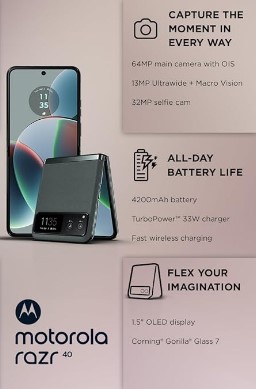 CAPTURE THE
MOMENT IN
EVERY WAY
64MP main camera with OIS
13MP Ultrawide + Macro Vision
32MP selfie cam
11
35
ALL-DAY
BATTERY LIFE
4200mAh battery
TurboPower™ 33W charger
Fast wireless charging
11:35
FLEX YOUR
IMAGINATION
1.5" OLED display
Corning® Gorilla® Glass 7
motorola
razr 40